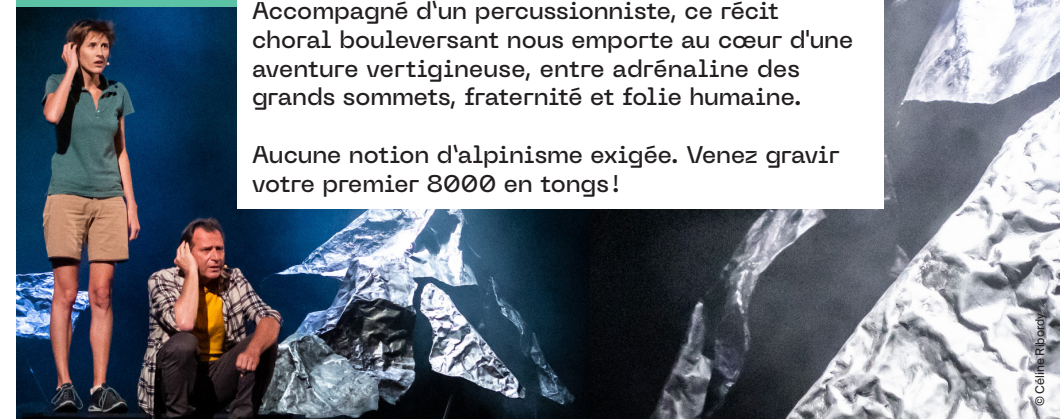 Accompagné d'un percussionniste, ce récit
choral bouleversant nous emporte au cœur d'une
aventure vertigineuse, entre adrénaline des
grands sommets, fraternité et folie humaine.
Aucune notion d'alpinisme exigée. Venez gravir
votre premier 8000 en tongs !
© Céline Ribordy